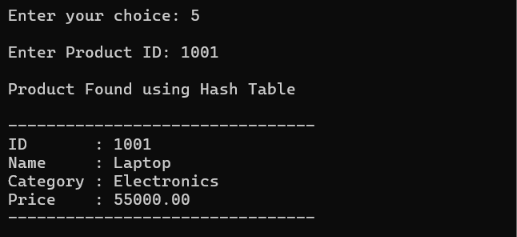 Enter your choice: 5
Enter Product ID: 1001
Product Found using Hash Table
--------------------------------
ID       : 1001
Name     : Laptop
Category : Electronics
Price    : 55000.00
--------------------------------